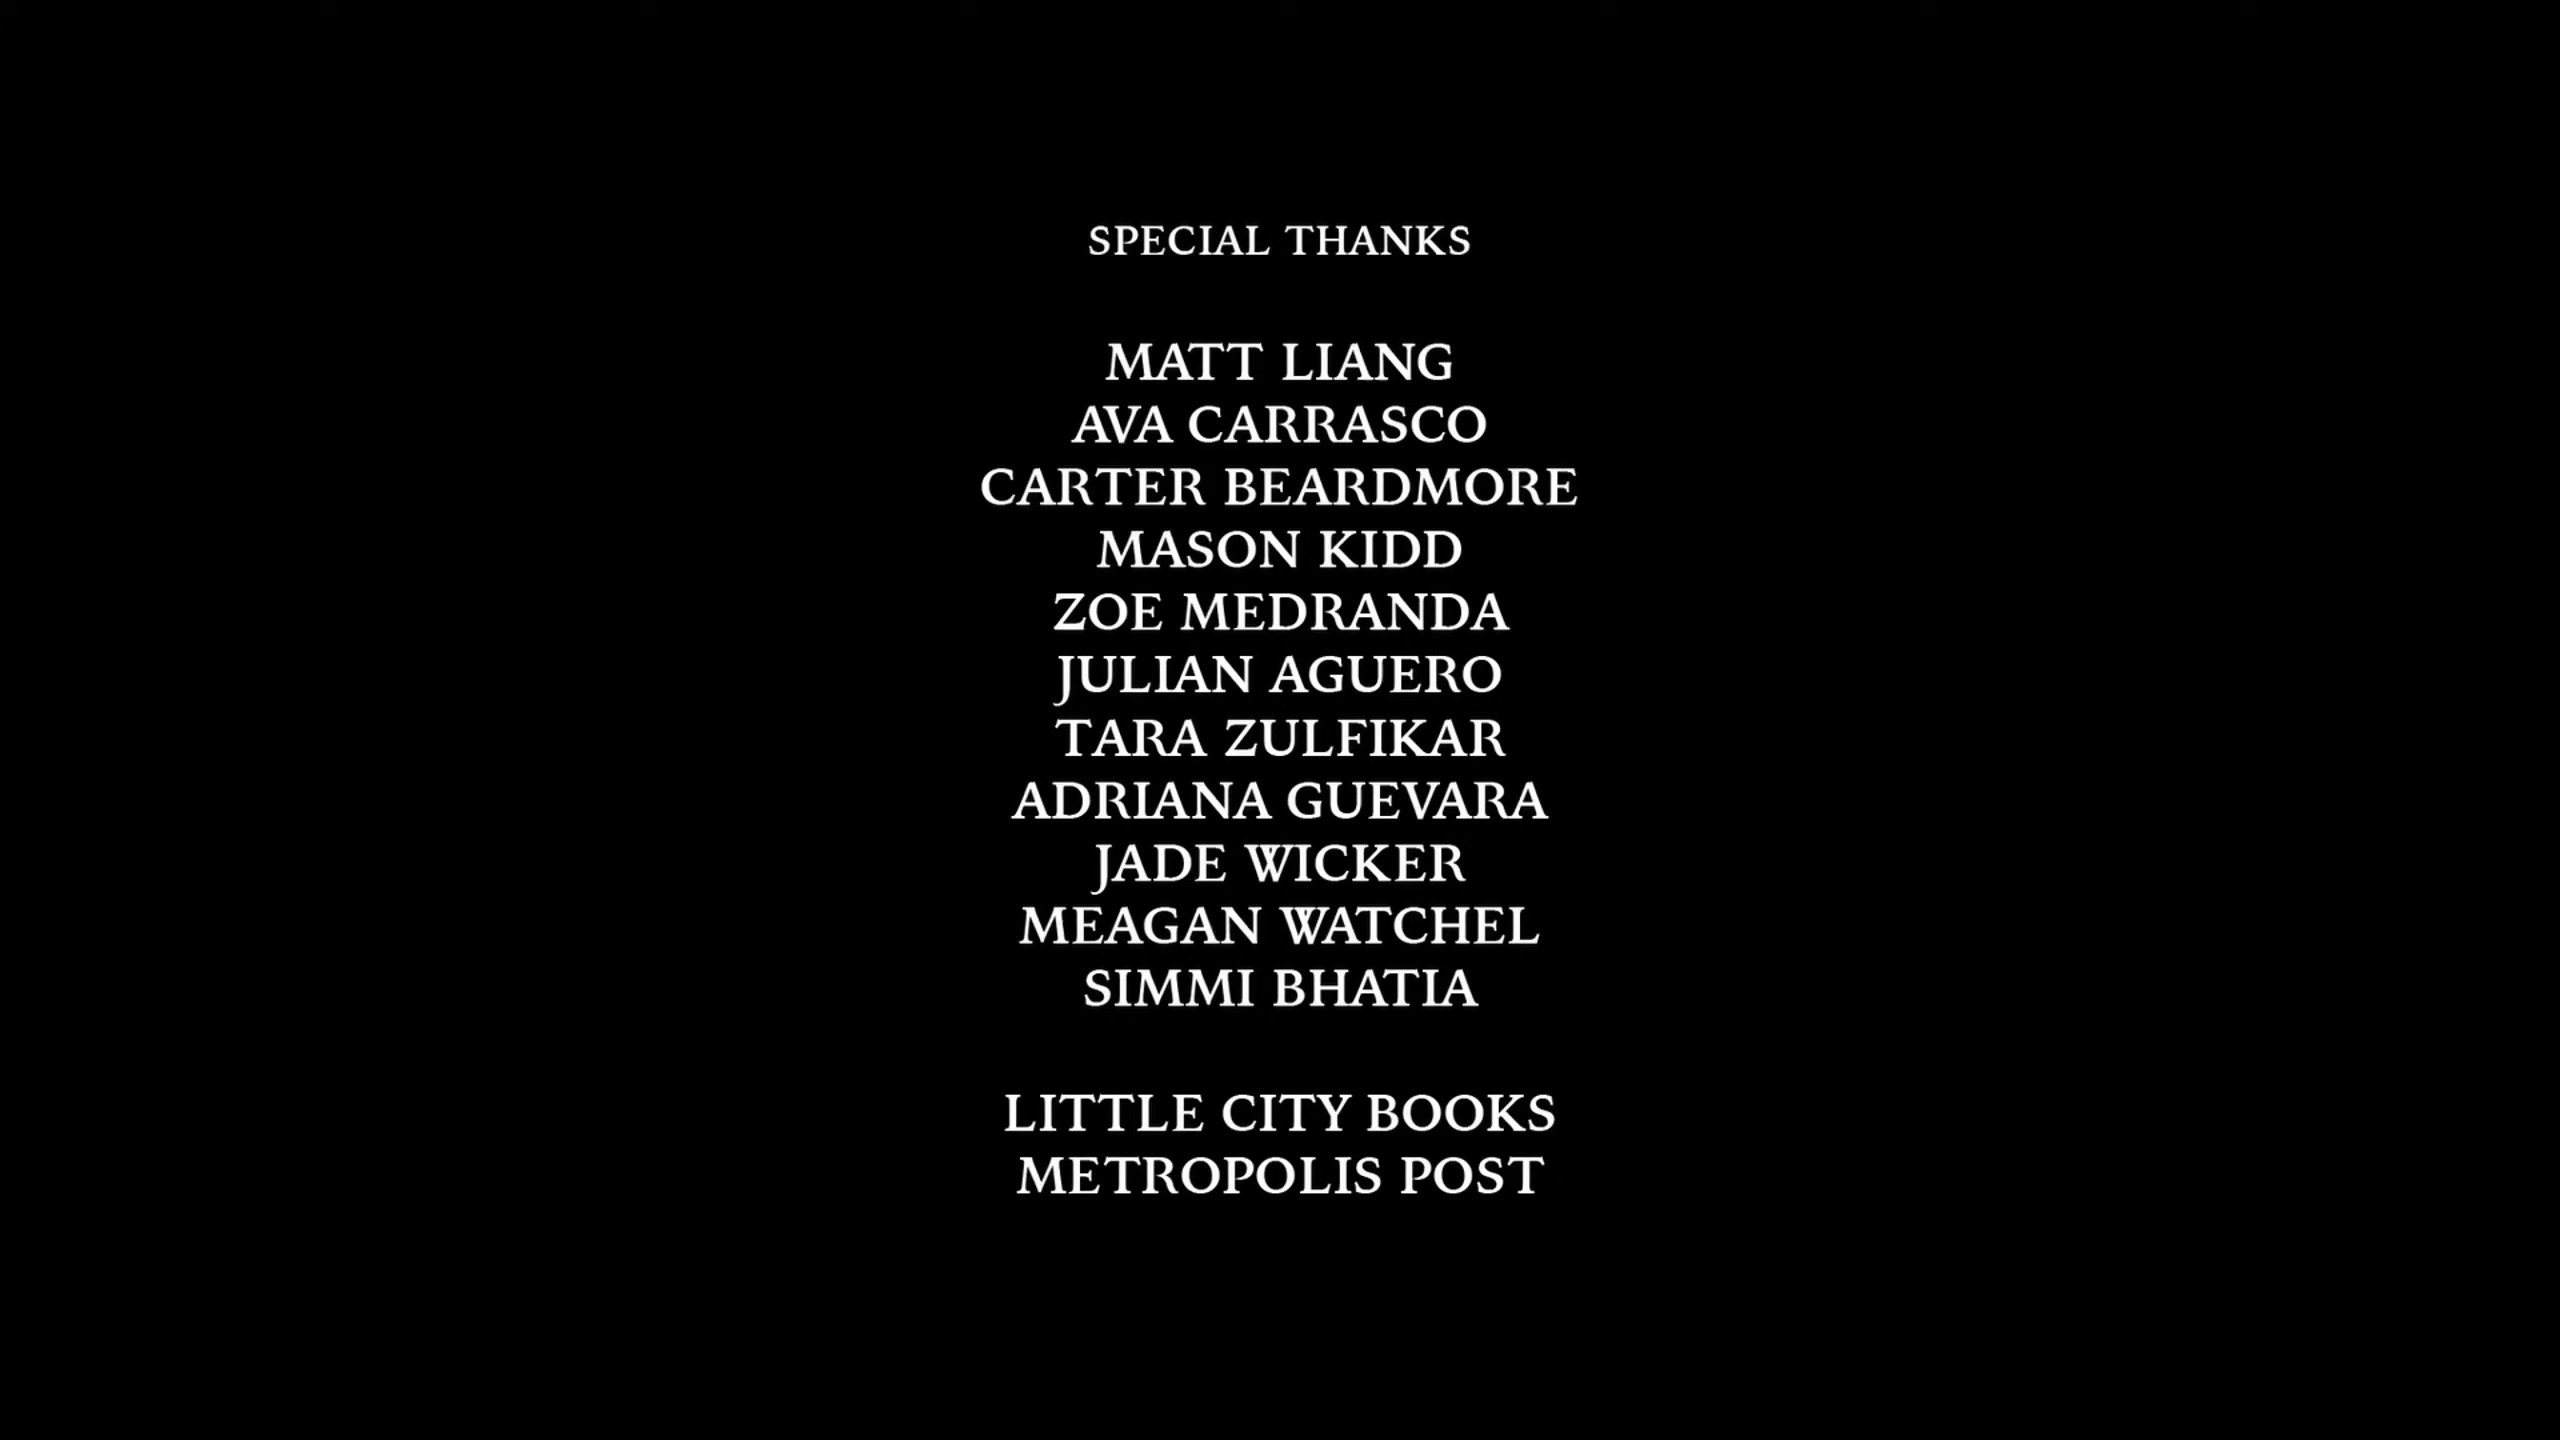 SPECIAL THANKS
MATT LIANG
AVA CARRASCO
CARTER BEARDMORE
MASON KIDD
ZOE MEDRANDA
JULIAN AGUERO
TARA ZULFIKAR
ADRIANA GUEVARA
JADE WICKER
MEAGAN WATCHEL
SIMMI BHATIA
LITTLE CITY BOOKS
METROPOLIS POST